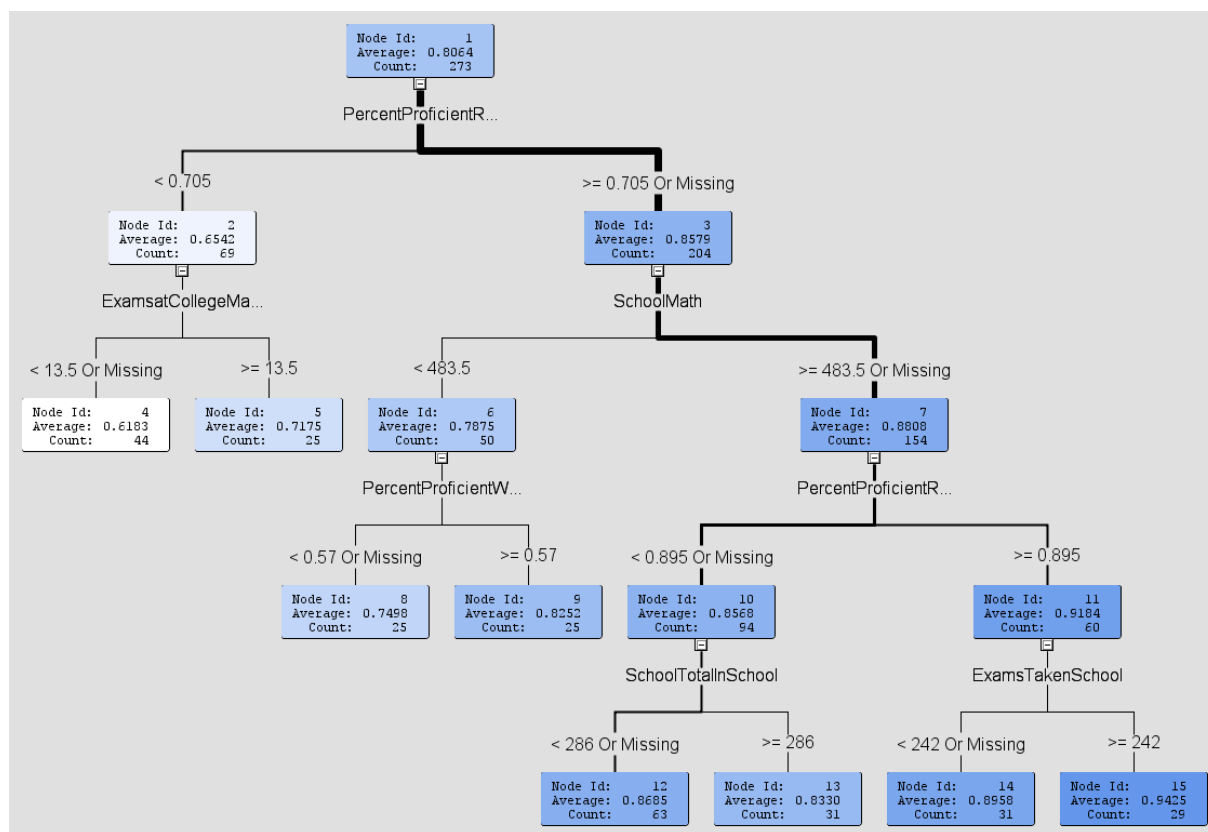 Node Id: 1
Average: 0.8064
Count: 273
PercentProficientR...
< 0.705
>= 0.705 Or Missing
Node Id: 2
Average: 0.6542
Count: 69
Node Id: 3
Average: 0.8579
Count: 204
ExamsatCollegeMa...
SchoolMath
< 13.5 Or Missing
>= 13.5
< 483.5
>= 483.5 Or Missing
Node Id: 4
Average: 0.6183
Count: 44
Node Id: 5
Average: 0.7175
Count: 25
Node Id: 6
Average: 0.7875
Count: 50
Node Id: 7
Average: 0.8808
Count: 154
PercentProficientW...
PercentProficientR...
< 0.57 Or Missing
>= 0.57
< 0.895 Or Missing
>= 0.895
Node Id: 8
Average: 0.7498
Count: 25
Node Id: 9
Average: 0.8252
Count: 25
Node Id: 10
Average: 0.8568
Count: 94
Node Id: 11
Average: 0.9184
Count: 60
SchoolTotalInSchool
ExamsTakenSchool
< 286 Or Missing
>= 286
< 242 Or Missing
>= 242
Node Id: 12
Average: 0.8685
Count: 63
Node Id: 13
Average: 0.8330
Count: 31
Node Id: 14
Average: 0.8958
Count: 31
Node Id: 15
Average: 0.9425
Count: 29